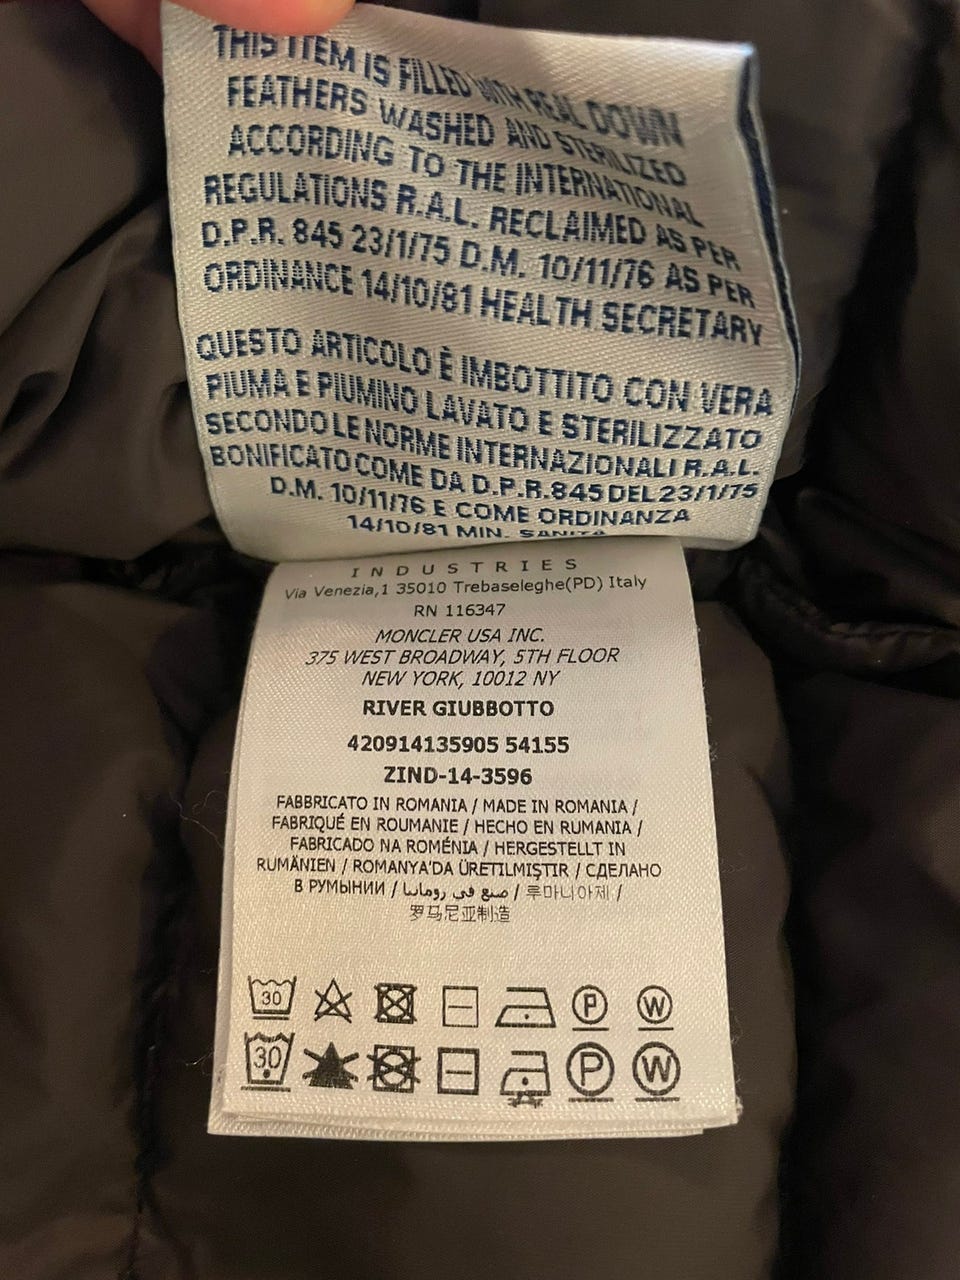 THIS ITEM IS FILLED WITH REAL DOWN
FEATHERS WASHED AND STERILIZED
ACCORDING TO THE INTERNATIONAL
REGULATIONS R.A.L. RECLAIMED AS PER
D.P.R. 845 23/1/75 D.M. 10/11/76 AS PER
ORDINANCE 14/10/81 HEALTH SECRETARY
QUESTO ARTICOLO È IMBOTTITO CON VERA
PIUMA E PIUMINO LAVATO E STERILIZZATO
SECONDO LE NORME INTERNAZIONALI R.A.L.
BONIFICATO COME DA D.P.R. 845 DEL 23/1/75
D.M. 10/11/76 E COME ORDINANZA
14/10/81 MIN. SANITA
INDUSTRIES
Via Venezia,1 35010 Trebaseleghe(PD) Italy
RN 116347
MONCLER USA INC.
375 WEST BROADWAY, 5TH FLOOR
NEW YORK, 10012 NY
RIVER GIUBBOTTO
420914135905 54155
ZIND-14-3596
FABBRICATO IN ROMANIA / MADE IN ROMANIA /
FABRIQUÉ EN ROUMANIE / HECHO EN RUMANIA /
FABRICADO NA ROMÉNIA / HERGESTELLT IN
RUMÄNIEN / ROMANYA'DA ÜRETILMIŞTIR / СДЕЛАНО
В РУМЫНИИ / صنع في رومانيا / 루마니아제 /
罗马尼亚制造
30 P W
30 P W